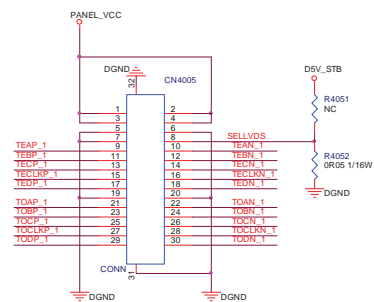 PANEL_VCC
DGND
32
CN4005
D5V_STB
R4051
NC
1 2
3 4
5 6
7 8 SELLVDS
TEAP_1 9 10 TEAN_1
TEBP_1 11 12 TEBN_1
TECP_1 13 14 TECN_1
TECLKP_1 15 16 TECLKN_1
TEDP_1 17 18 TEDN_1
19 20
TOAP_1 21 22 TOAN_1
TOBP_1 23 24 TOBN_1
TOCP_1 25 26 TOCN_1
TOCLKP_1 27 28 TOCLKN_1
TODP_1 29 30 TODN_1
R4052
0R05 1/16W
DGND
CONN
31
DGND
DGND